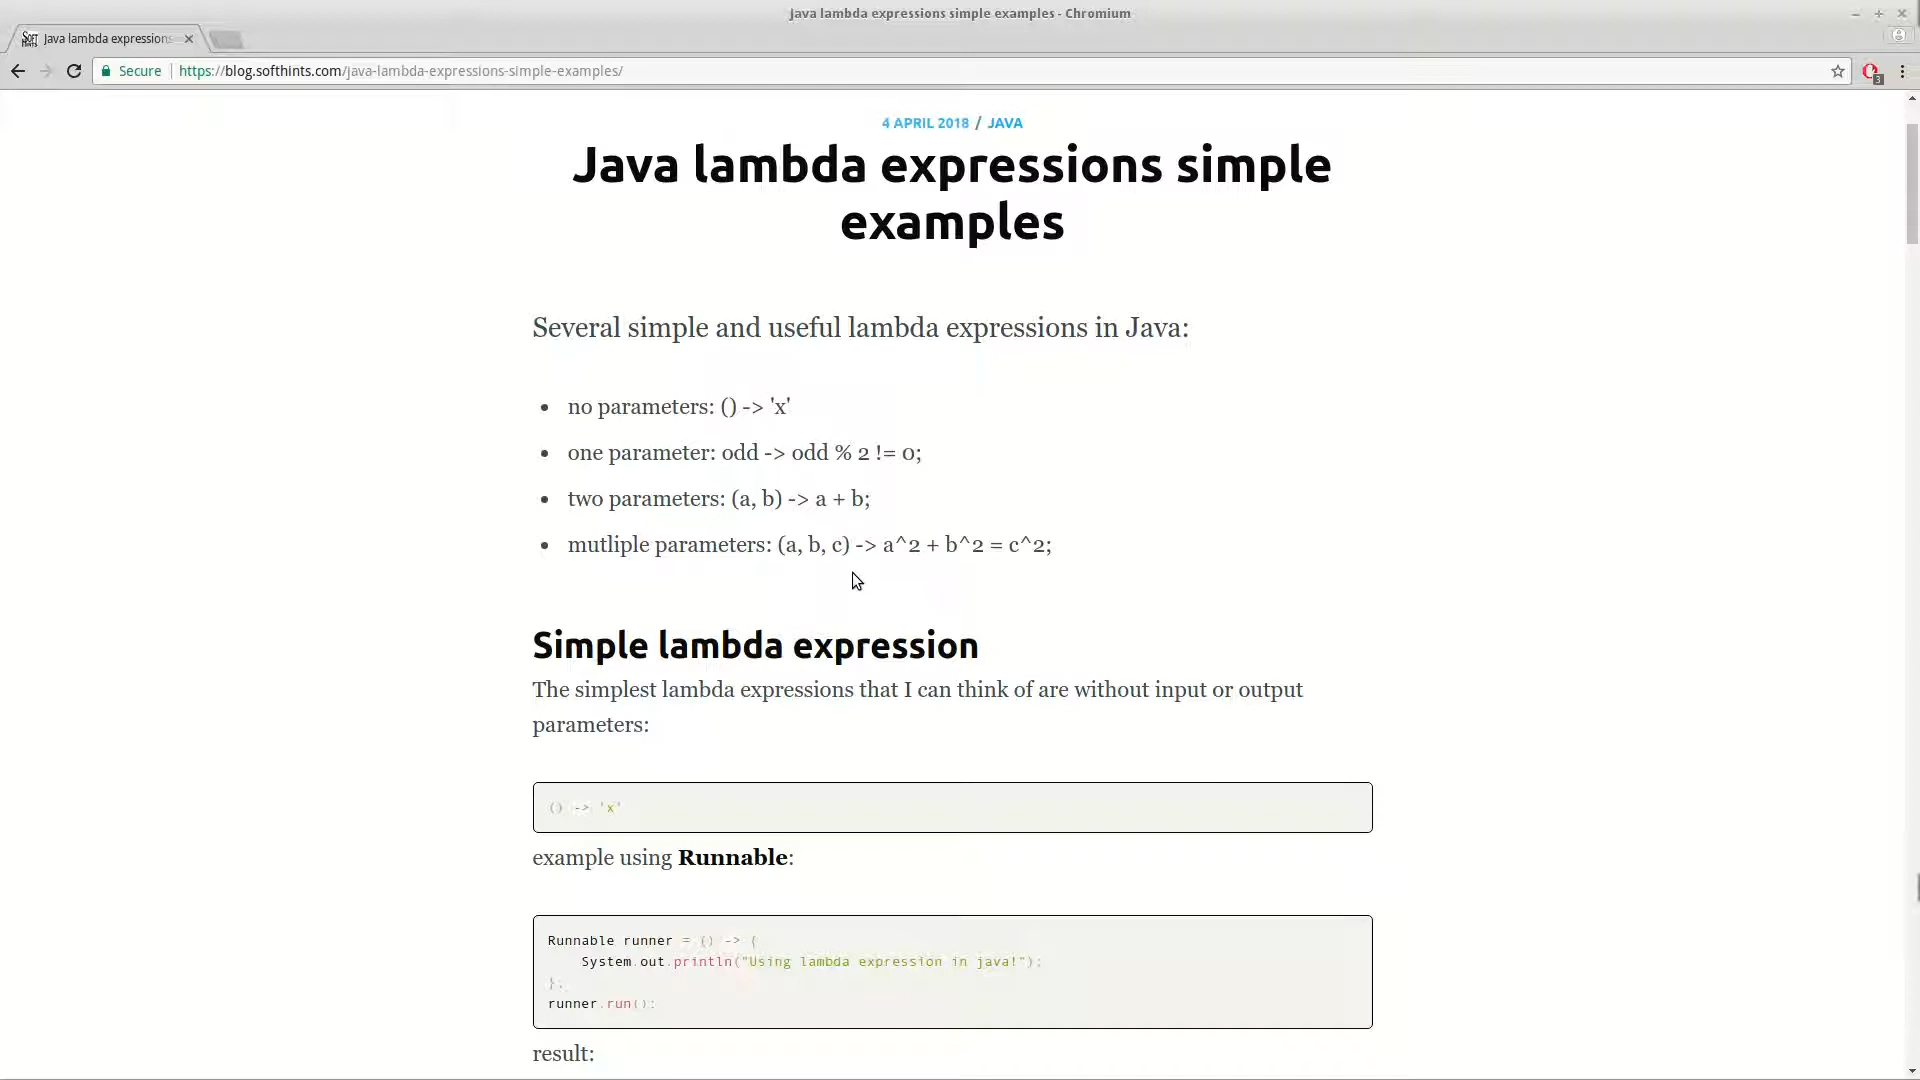 Java lambda expressions simple examples - Chromium
Java lambda expressions
Secure | https://blog.softhints.com/java-lambda-expressions-simple-examples/
3
4 APRIL 2018 / JAVA
Java lambda expressions simple
examples
Several simple and useful lambda expressions in Java:
• no parameters: () -> 'x'
• one parameter: odd -> odd % 2 != 0;
• two parameters: (a, b) -> a + b;
• mutliple parameters: (a, b, c) -> a^2 + b^2 = c^2;
Simple lambda expression
The simplest lambda expressions that I can think of are without input or output
parameters:
() -> 'x'
example using Runnable:
Runnable runner = () -> {
System.out.println("Using lambda expression in java!");
};
runner.run();
result: